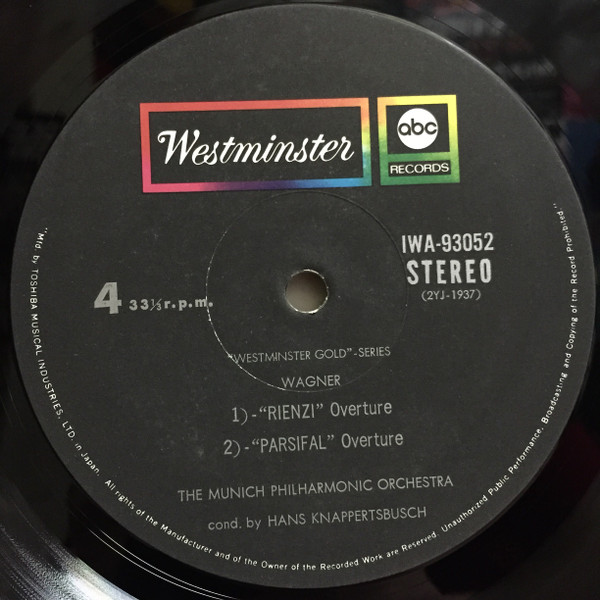 Westminster
abc
RECORDS
IWA-93052
STEREO
(2YJ-1937)
4 33⅓r.p.m.
"WESTMINSTER GOLD"-SERIES
WAGNER
1)-"RIENZI" Overture
2)-"PARSIFAL" Overture
THE MUNICH PHILHARMONIC ORCHESTRA
cond. by HANS KNAPPERTSBUSCH
"Mfd by TOSHIBA MUSICAL INDUSTRIES, LTD. in Japan. All rights of the Manufacturer and of the Owner of the Recorded Work are Reserved. Unauthorized Public Performance, Broadcasting and Copying of the Record Prohibited."